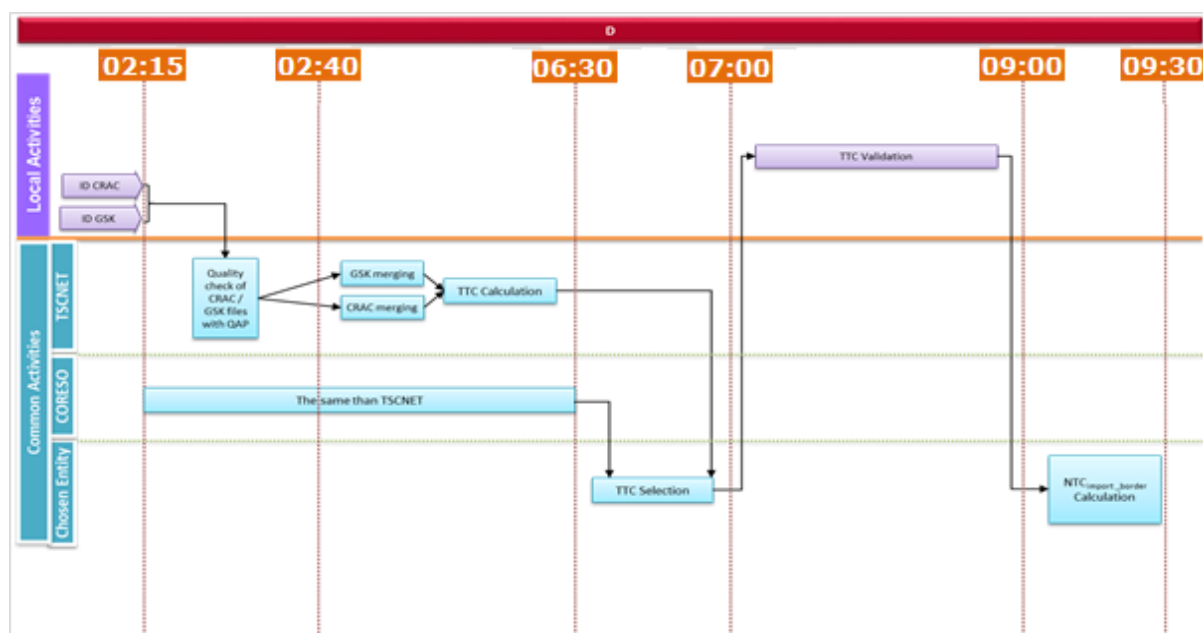 D
02:15
02:40
06:30
07:00
09:00
09:30
Local Activities
TTC Validation
ID CRAC
ID GSK
Common Activities
TSCNET
Quality
check of
CRAC /
GSK files
with QAP
GSK merging
CRAC merging
TTC Calculation
CORESO
The same than TSCNET
Chosen Entity
TTC Selection
NTCimport_border
Calculation